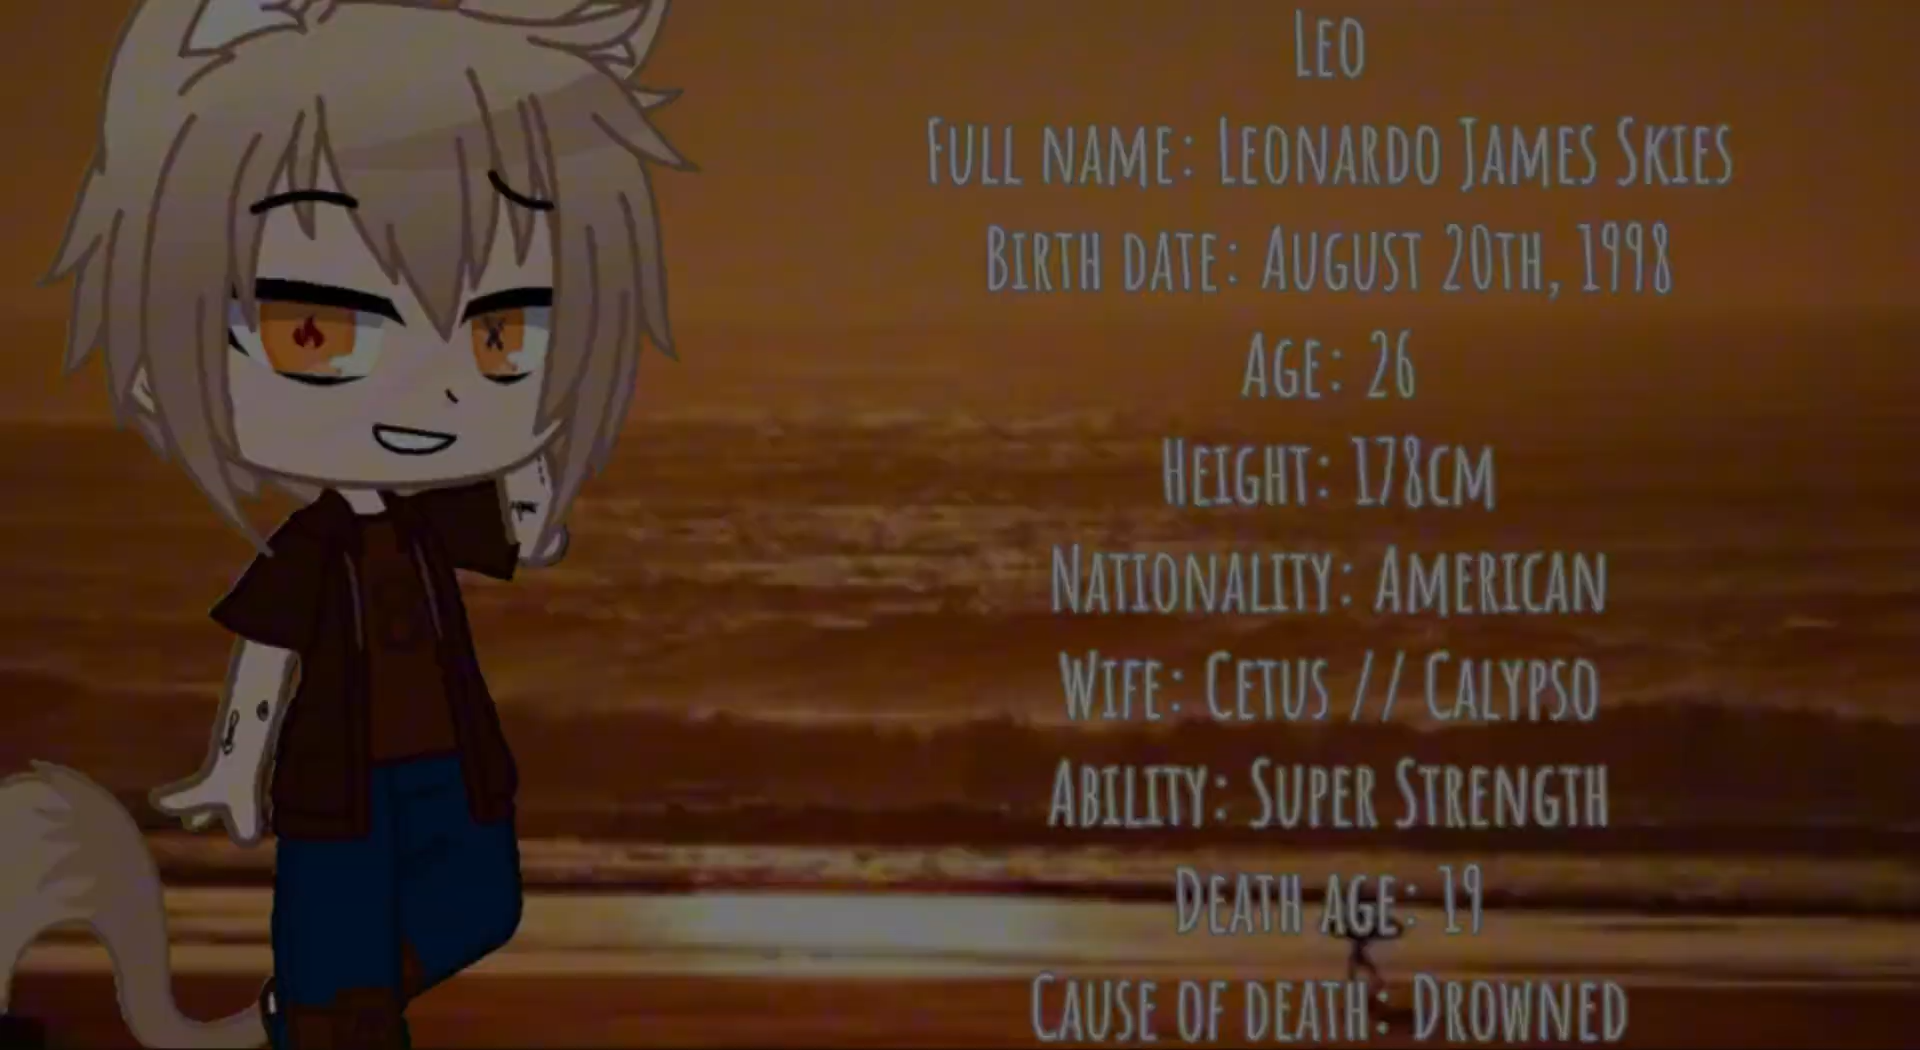 Leo
Full name: Leonardo James Skies
Birth date: August 20th, 1998
Age: 26
Height: 178cm
Nationality: American
Wife: Cetus // Calypso
Ability: Super Strength
Death age: 19
Cause of death: Drowned